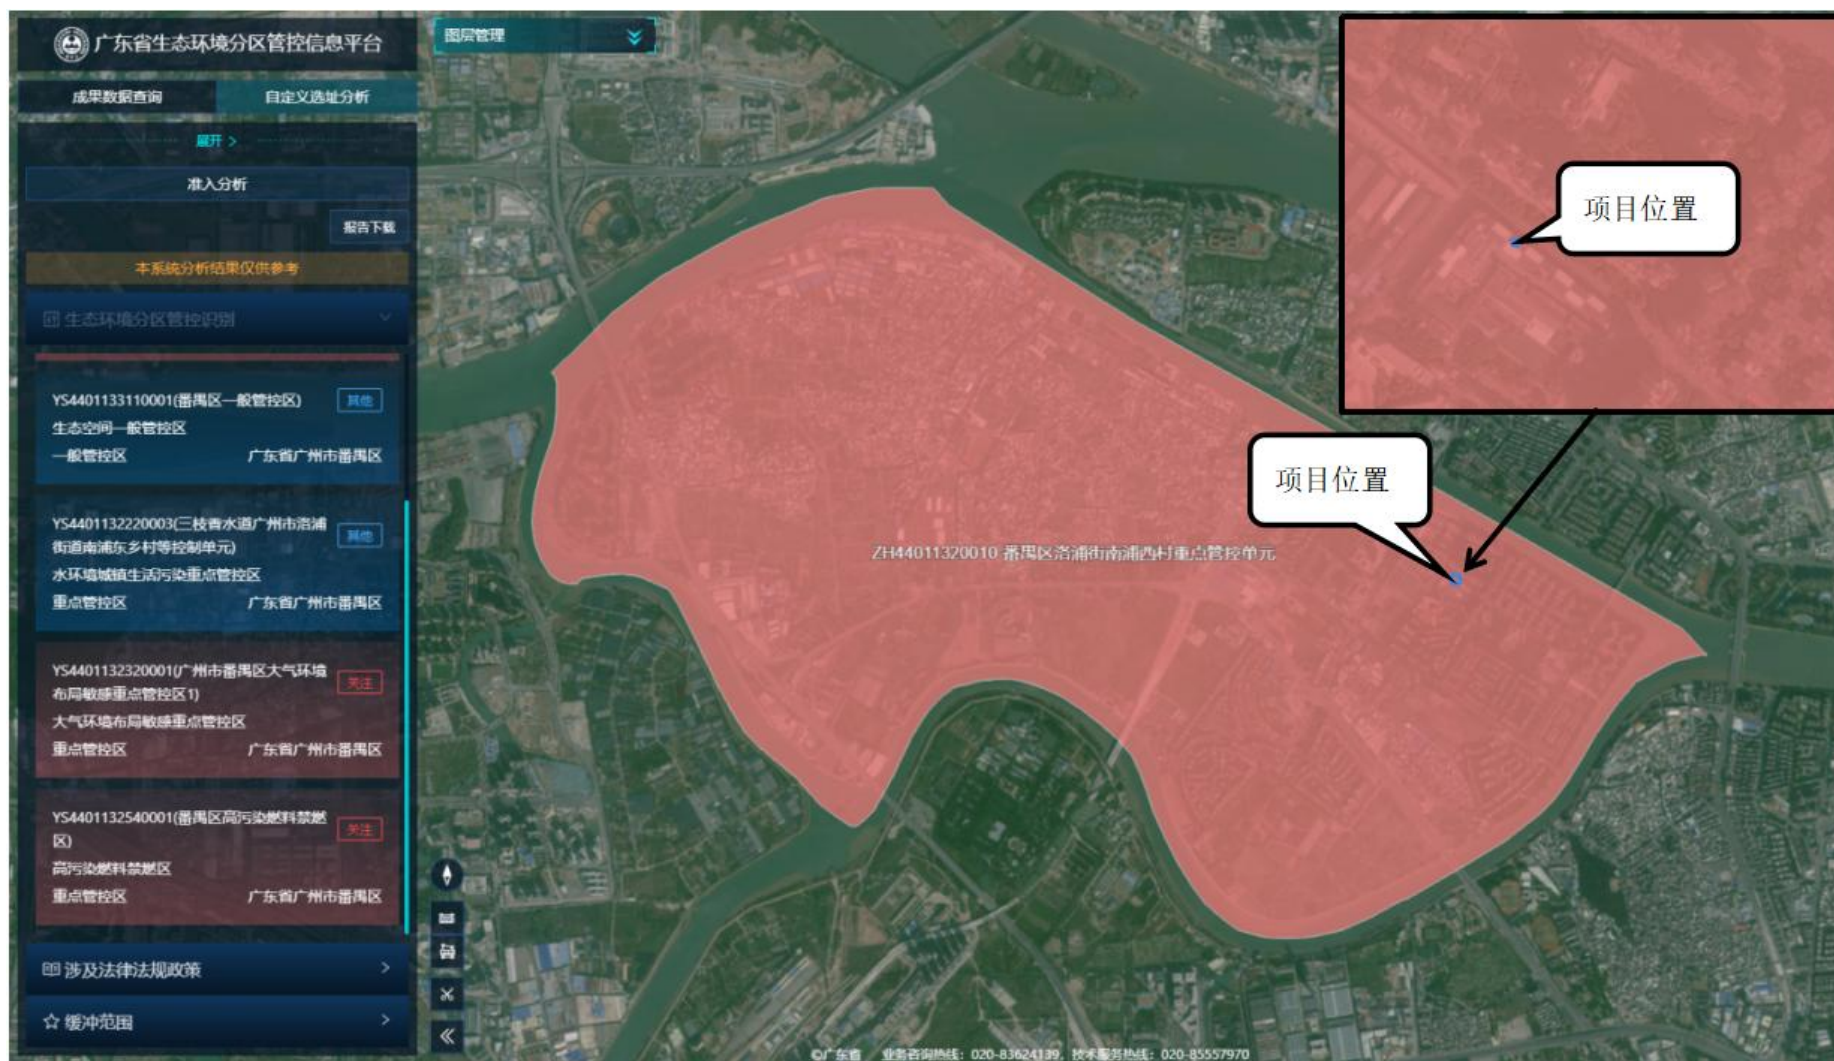 广东省生态环境分区管控信息平台
图层管理
成果数据查询
自定义选址分析
展开 >
准入分析
报告下载
本系统分析结果仅供参考
生态环境分区管控识别
YS4401133110001(番禺区一般管控区)
其他
生态空间一般管控区
一般管控区
广东省广州市番禺区
YS4401132220003(三枝香水道广州市洛浦
街道南浦东乡村等控制单元)
其他
水环境城镇生活污染重点管控区
重点管控区
广东省广州市番禺区
YS4401132320001(广州市番禺区大气环境
布局敏感重点管控区1)
关注
大气环境布局敏感重点管控区
重点管控区
广东省广州市番禺区
YS4401132540001(番禺区高污染燃料禁燃
区)
关注
高污染燃料禁燃区
重点管控区
广东省广州市番禺区
涉及法律法规政策
缓冲范围
项目位置
项目位置
ZH44011320010 番禺区洛浦街南浦西村重点管控单元
©广东省 业务咨询热线：020-83624139，技术服务热线：020-85557970